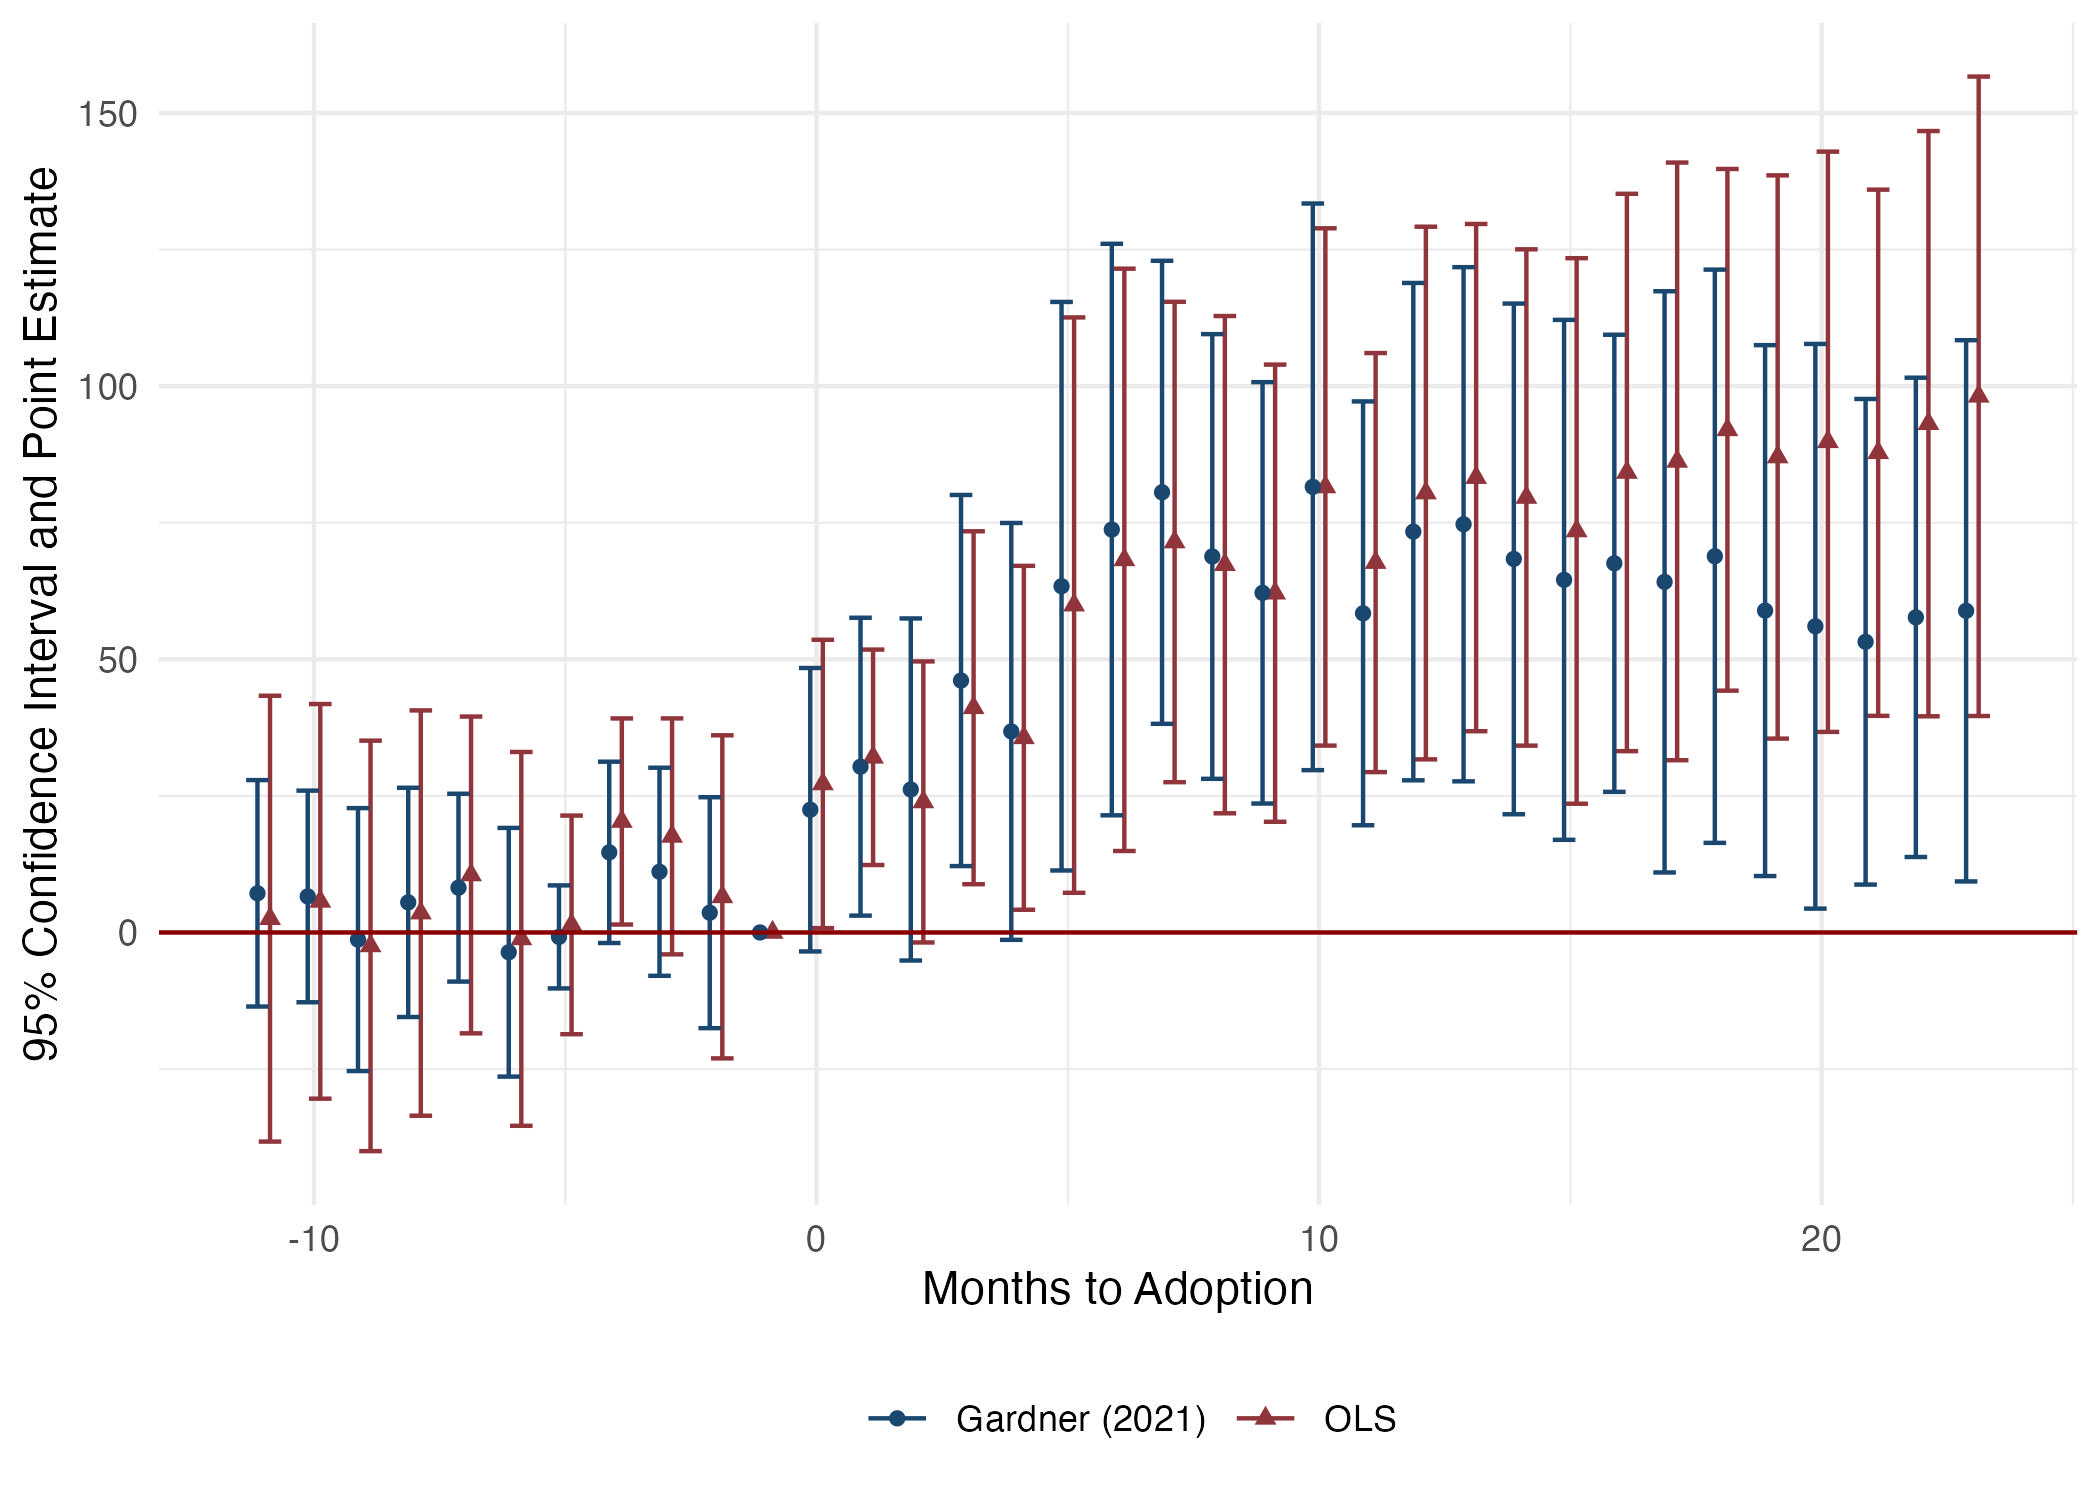 95% Confidence Interval and Point Estimate
150
100
50
0
-10 0 10 20
Months to Adoption
Gardner (2021) OLS